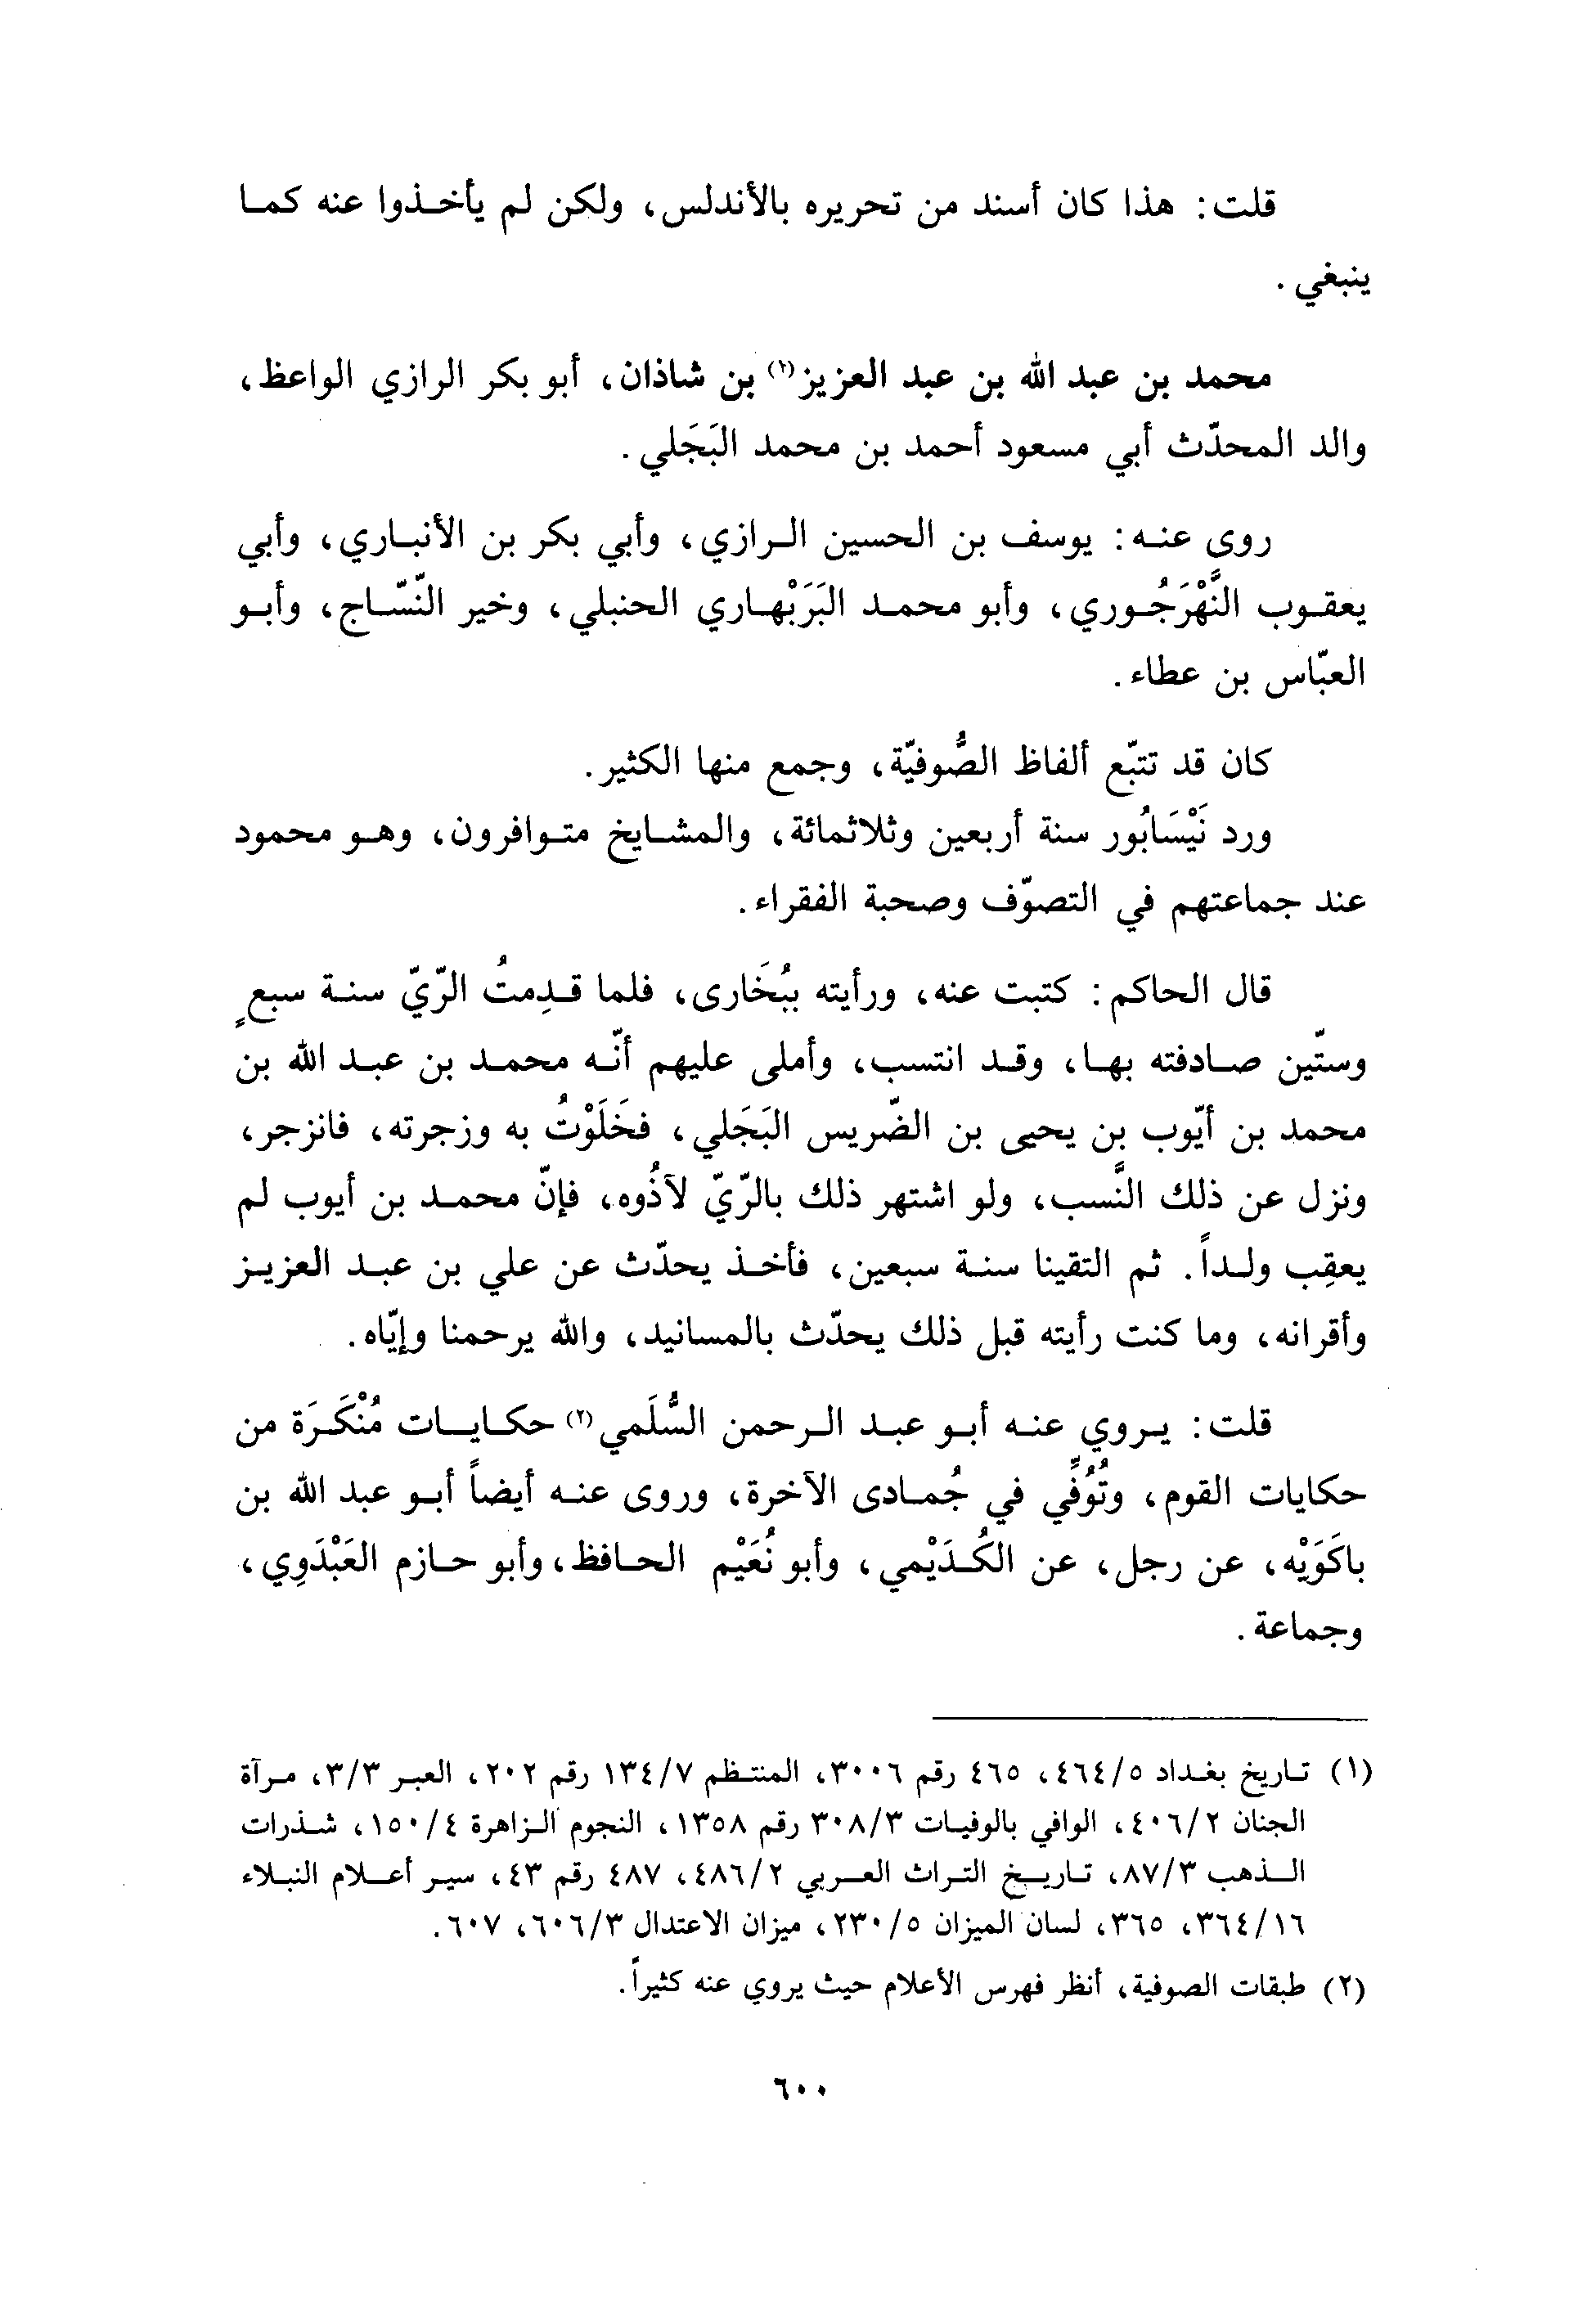 قلت: هذا كان أسند من تحريره بالأندلس، ولكن لم يأخذوا عنه كما
ينبغي.
محمد بن عبد الله بن عبد العزيز(١) بن شاذان، أبو بكر الرازي الواعظ،
والد المحدّث أبي مسعود أحمد بن محمد البَجَلي.
روى عنه: يوسف بن الحسين الرازي، وأبي بكر بن الأنباري، وأبي
يعقوب النَّهْرَجُوري، وأبو محمد البَرَبْهاري الحنبلي، وخير النّسّاج، وأبو
العبّاس بن عطاء.
كان قد تتبّع ألفاظ الصُّوفيّة، وجمع منها الكثير.
ورد نَيْسَابُور سنة أربعين وثلاثمائة، والمشايخ متوافرون، وهو محمود
عند جماعتهم في التصوّف وصحبة الفقراء.
قال الحاكم: كتبت عنه، ورأيته ببُخَارى، فلما قدِمتُ الرّيّ سنة سبعٍ
وستّين صادفته بها، وقد انتسب، وأملى عليهم أنّه محمد بن عبد الله بن
محمد بن أيّوب بن يحيى بن الضّريس البَجَلي، فخَلَوْتُ به وزجرته، فانزجر،
ونزل عن ذلك النَّسب، ولو اشتهر ذلك بالرّيّ لآذُوه، فإنّ محمد بن أيوب لم
يعقِب ولداً. ثم التقينا سنة سبعين، فأخذ يحدّث عن علي بن عبد العزيز
وأقرانه، وما كنت رأيته قبل ذلك يحدّث بالمسانيد، والله يرحمنا وإيّاه.
قلت: يروي عنه أبو عبد الرحمن السُّلَمي(٢) حكايات مُنْكَرَة من
حكايات القوم، وتُوُفِّي في جُمادى الآخرة، وروى عنه أيضاً أبو عبد الله بن
باكَوَيْه، عن رجل، عن الكُدَيْمي، وأبو نُعَيْم الحافظ، وأبو حازم العَبْدَوِي،
وجماعة.
(١) تاريخ بغداد ٤٦٤/٥، ٤٦٥ رقم ٣٠٠٦، المنتظم ١٣٤/٧ رقم ٢٠٢، العبر ٣/٣، مرآة
الجنان ٤٠٦/٢، الوافي بالوفيات ٣٠٨/٣ رقم ١٣٥٨، النجوم الزاهرة ١٥٠/٤، شذرات
الذهب ٨٧/٣، تاريخ التراث العربي ٤٨٦/٢، ٤٨٧ رقم ٤٣، سير أعلام النبلاء
٣٦٤/١٦، ٣٦٥، لسان الميزان ٢٣٠/٥، ميزان الاعتدال ٦٠٦/٣، ٦٠٧.
(٢) طبقات الصوفية، أنظر فهرس الأعلام حيث يروي عنه كثيراً.
٦٠٠